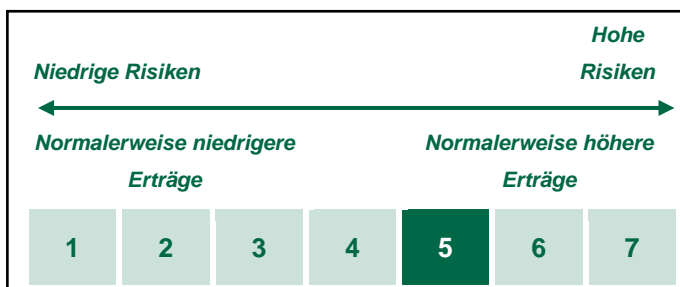 Hohe
Niedrige Risiken Risiken
Normalerweise niedrigere Normalerweise höhere
Erträge Erträge
1 2 3 4 5 6 7